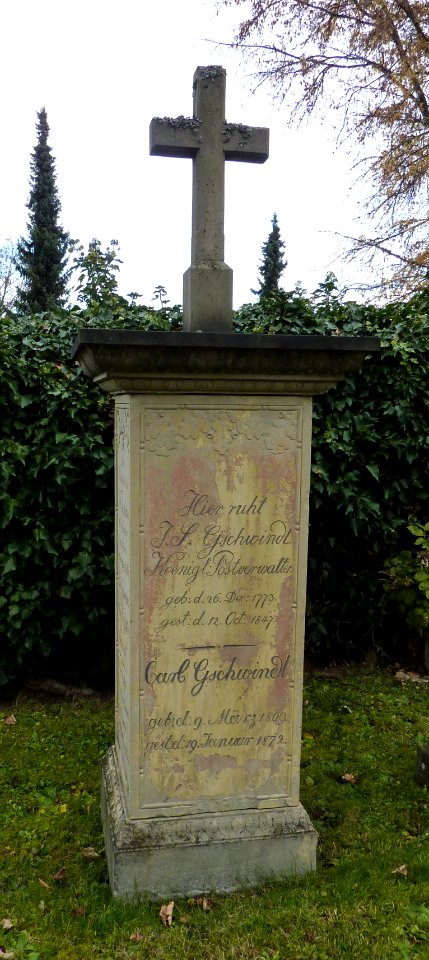 Hier ruht
J. S. Gschwindt
Koenigl. Postverwalter
geb: d. 26. Dec: 1773.
gest: d. 12. Oct: 1847.
Carl Gschwindt
geb: d. 9. März 1809.
gest: d. 19. Januar 1872.